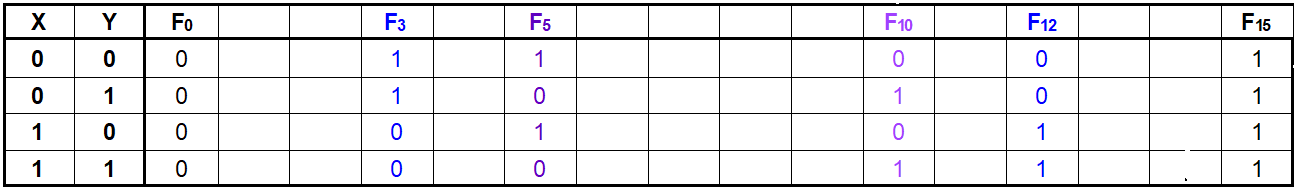 X Y F0 F3 F5 F10 F12 F15
0 0 0 1 1 0 0 1
0 1 0 1 0 1 0 1
1 0 0 0 1 0 1 1
1 1 0 0 0 1 1 1